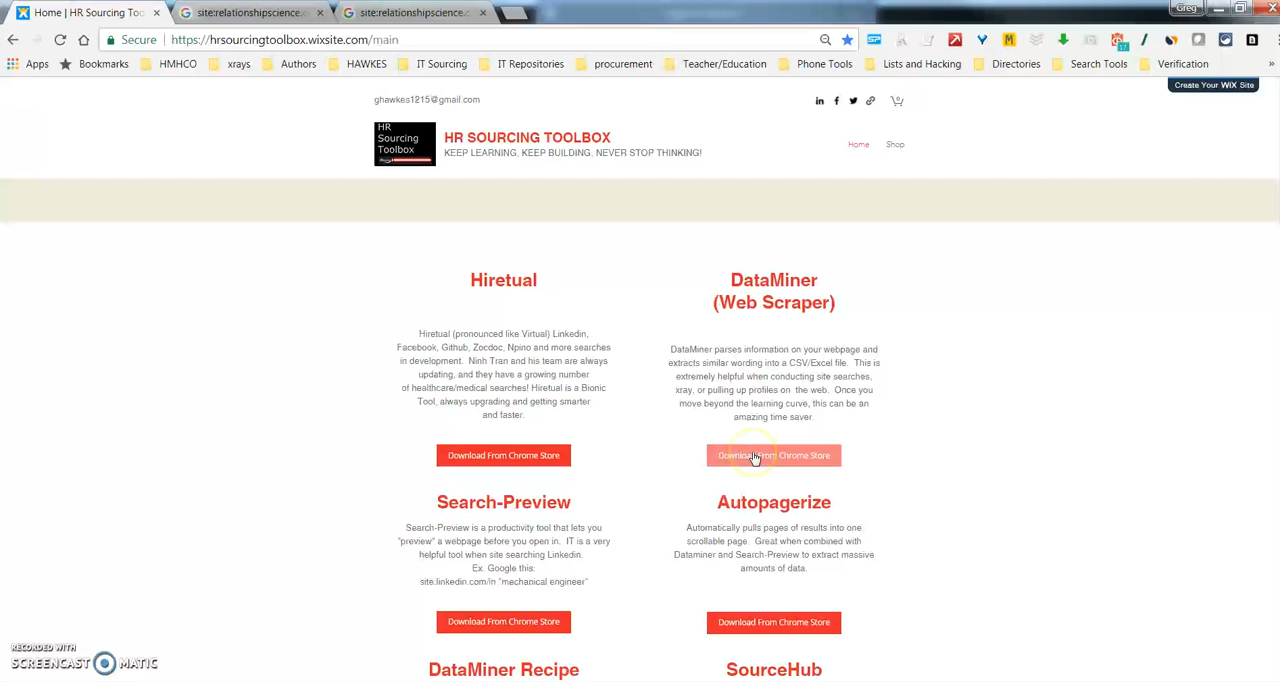 Home | HR Sourcing Too
site:relationshipscience.c
site:relationshipscience.c
Greg
Secure
https://hrsourcingtoolbox.wixsite.com/main
Apps
Bookmarks
HMHCO
xrays
Authors
HAWKES
IT Sourcing
IT Repositories
procurement
Teacher/Education
Phone Tools
Lists and Hacking
Directories
Search Tools
Verification
Create Your WiX Site
ghawkes1215@gmail.com
HR
Sourcing
Toolbox
HR SOURCING TOOLBOX
KEEP LEARNING, KEEP BUILDING. NEVER STOP THINKING!
Home
Shop
Hiretual
Hiretual (pronounced like Virtual) Linkedin,
Facebook, Github, Zocdoc, Npino and more searches
in development. Ninh Tran and his team are always
updating, and they have a growing number
of healthcare/medical searches! Hiretual is a Bionic
Tool, always upgrading and getting smarter
and faster.
Download From Chrome Store
DataMiner
(Web Scraper)
DataMiner parses information on your webpage and
extracts similar wording into a CSV/Excel file. This is
extremely helpful when conducting site searches,
xray, or pulling up profiles on the web. Once you
move beyond the learning curve, this can be an
amazing time saver.
Download From Chrome Store
Search-Preview
Search-Preview is a productivity tool that lets you
"preview" a webpage before you open in. IT is a very
helpful tool when site searching Linkedin.
Ex. Google this:
site:linkedin.com/in "mechanical engineer"
Download From Chrome Store
Autopagerize
Automatically pulls pages of results into one
scrollable page. Great when combined with
Dataminer and Search-Preview to extract massive
amounts of data.
Download From Chrome Store
DataMiner Recipe
SourceHub
RECORDED WITH
SCREENCAST MATIC